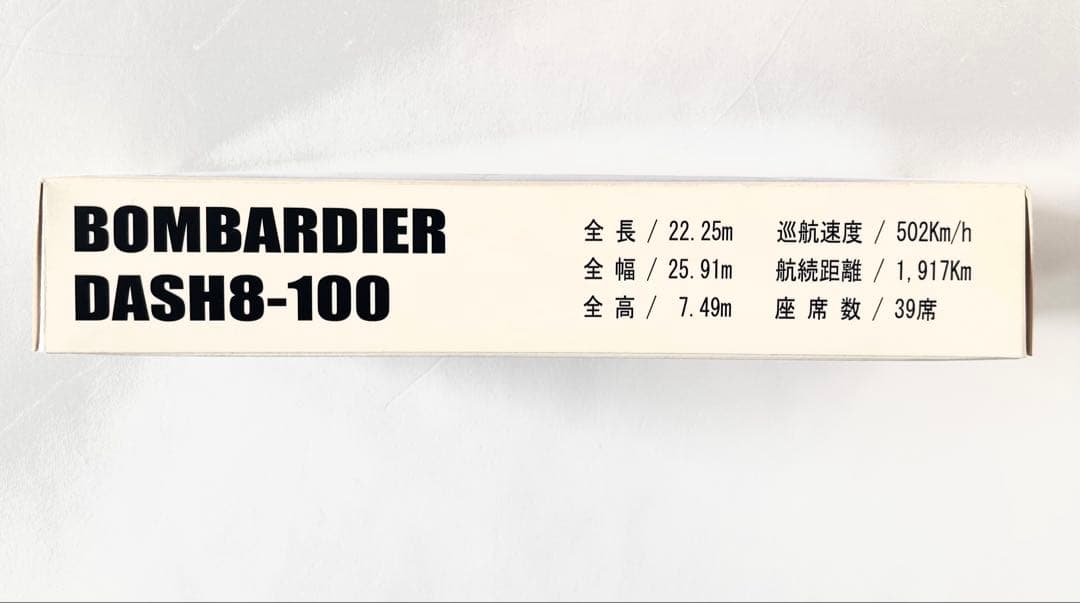 BOMBARDIER
DASH8-100
全 長 / 22.25m 巡航速度 / 502Km/h
全 幅 / 25.91m 航続距離 / 1,917Km
全 高 / 7.49m 座 席 数 / 39席